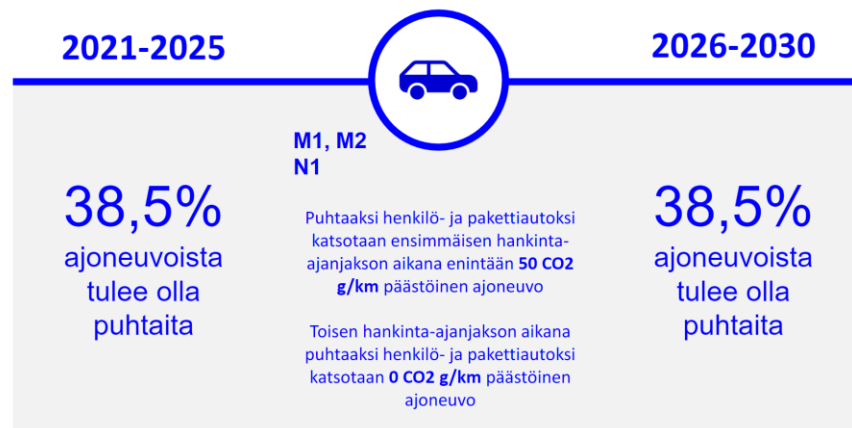 2021-2025
2026-2030
M1, M2
N1
38,5%
ajoneuvoista
tulee olla
puhtaita
Puhtaaksi henkilö- ja pakettiautoksi
katsotaan ensimmäisen hankinta-
ajanjakson aikana enintään 50 CO2
g/km päästöinen ajoneuvo
Toisen hankinta-ajanjakson aikana
puhtaaksi henkilö- ja pakettiautoksi
katsotaan 0 CO2 g/km päästöinen
ajoneuvo
38,5%
ajoneuvoista
tulee olla
puhtaita